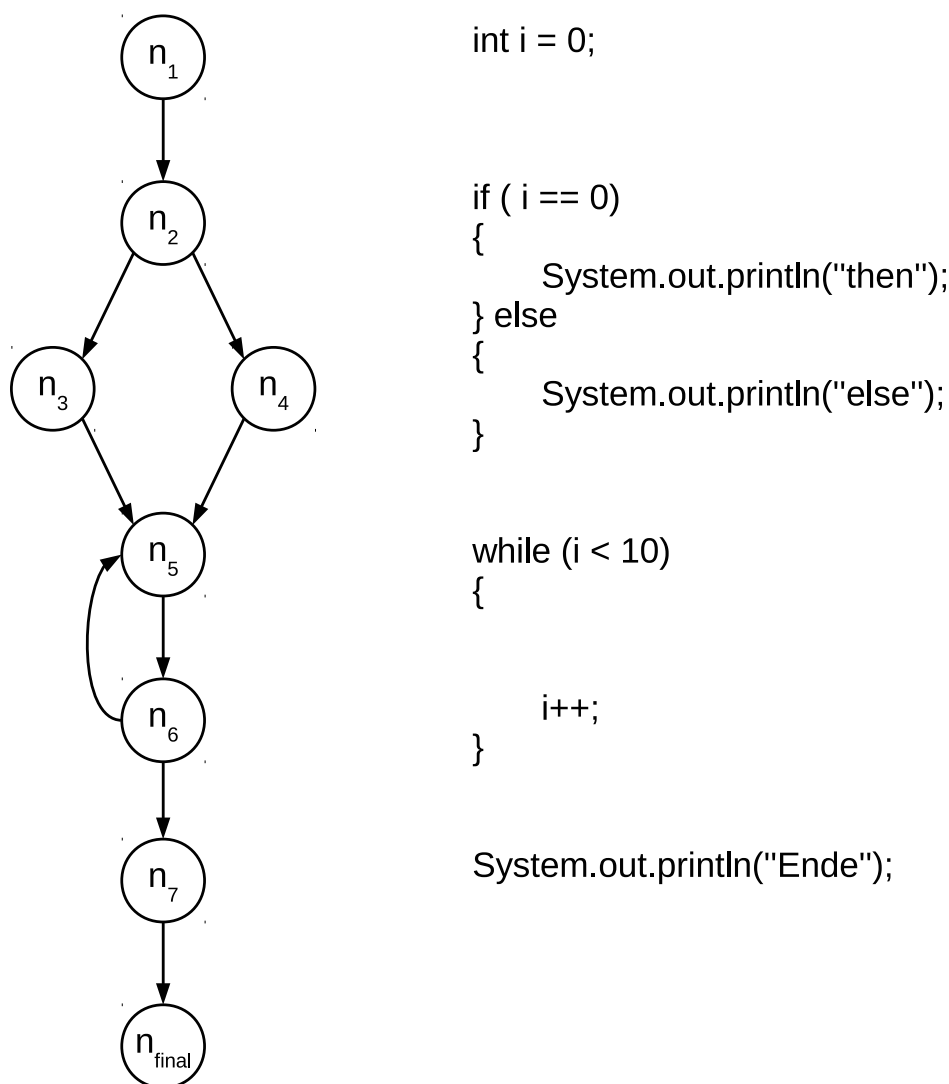 n1
int i = 0;
n2
if ( i == 0)
{
System.out.println("then");
} else
{
System.out.println("else");
}
n3
n4
n5
while (i < 10)
{
n6
i++;
}
n7
System.out.println("Ende");
nfinal